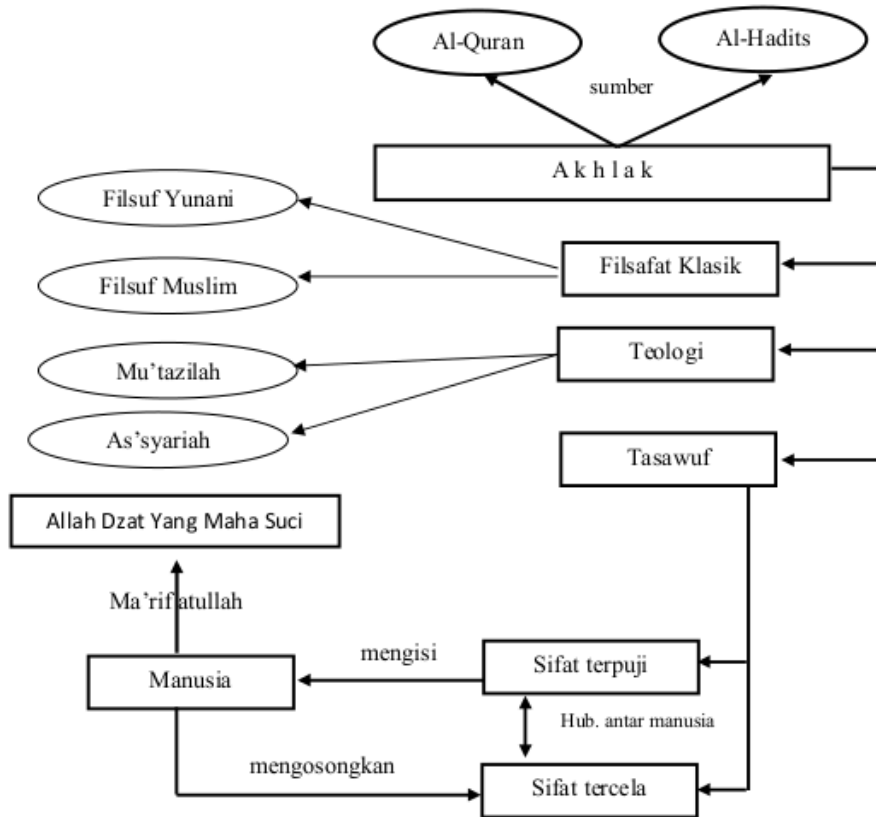 Al-Quran
Al-Hadits
sumber
A k h l a k
Filsuf Yunani
Filsafat Klasik
Filsuf Muslim
Teologi
Mu'tazilah
As'syariah
Tasawuf
Allah Dzat Yang Maha Suci
Ma'rifatullah
mengisi
Sifat terpuji
Manusia
Hub. antar manusia
mengosongkan
Sifat tercela